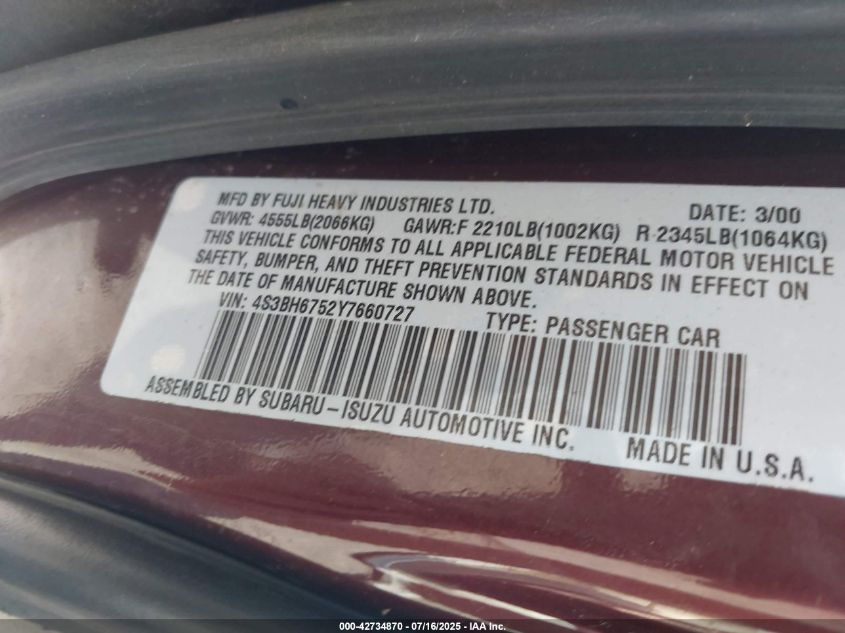 MFD BY FUJI HEAVY INDUSTRIES LTD. DATE: 3/00
GVWR: 4555LB(2066KG) GAWR:F 2210LB(1002KG) R-2345LB(1064KG)
THIS VEHICLE CONFORMS TO ALL APPLICABLE FEDERAL MOTOR VEHICLE
SAFETY, BUMPER, AND THEFT PREVENTION STANDARDS IN EFFECT ON
THE DATE OF MANUFACTURE SHOWN ABOVE.
VIN: 4S3BH6752Y7660727 TYPE: PASSENGER CAR
ASSEMBLED BY SUBARU-ISUZU AUTOMOTIVE INC. MADE IN U.S.A.
000-42734870 - 07/16/2025 - IAA Inc.